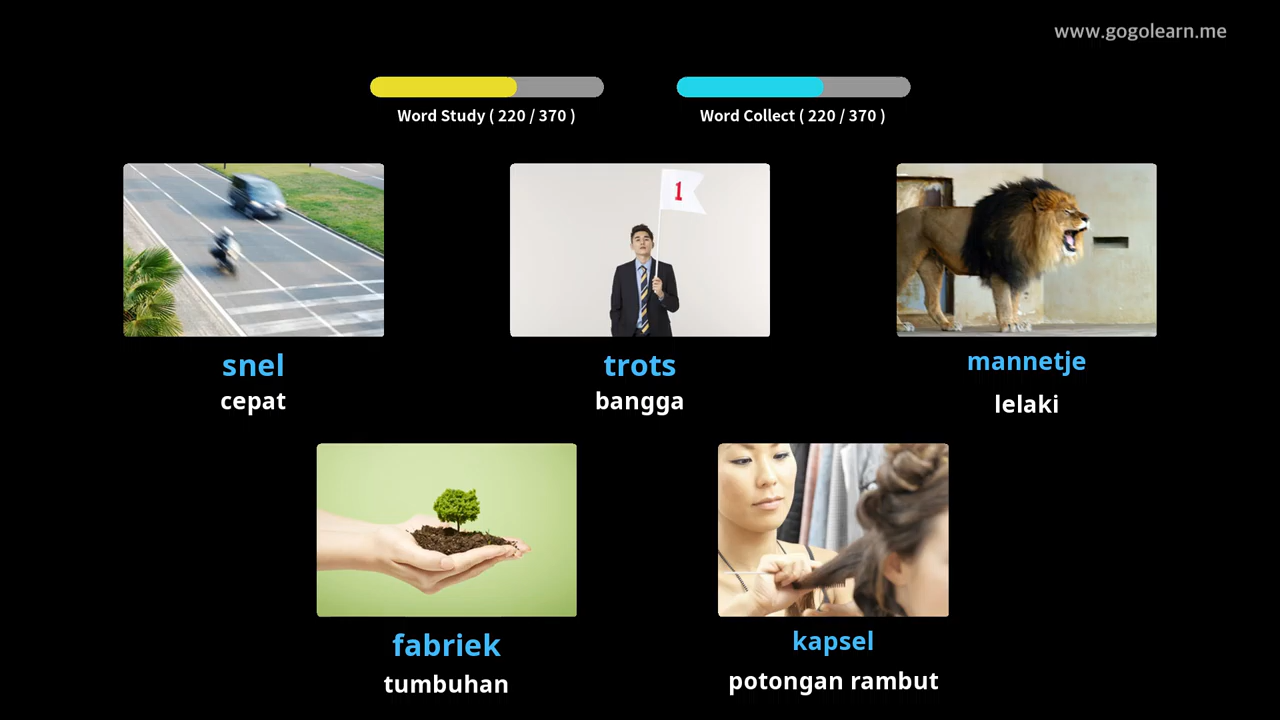 www.gogolearn.me
Word Study ( 220 / 370 )
Word Collect ( 220 / 370 )
1
snel
cepat
trots
bangga
mannetje
lelaki
fabriek
tumbuhan
kapsel
potongan rambut